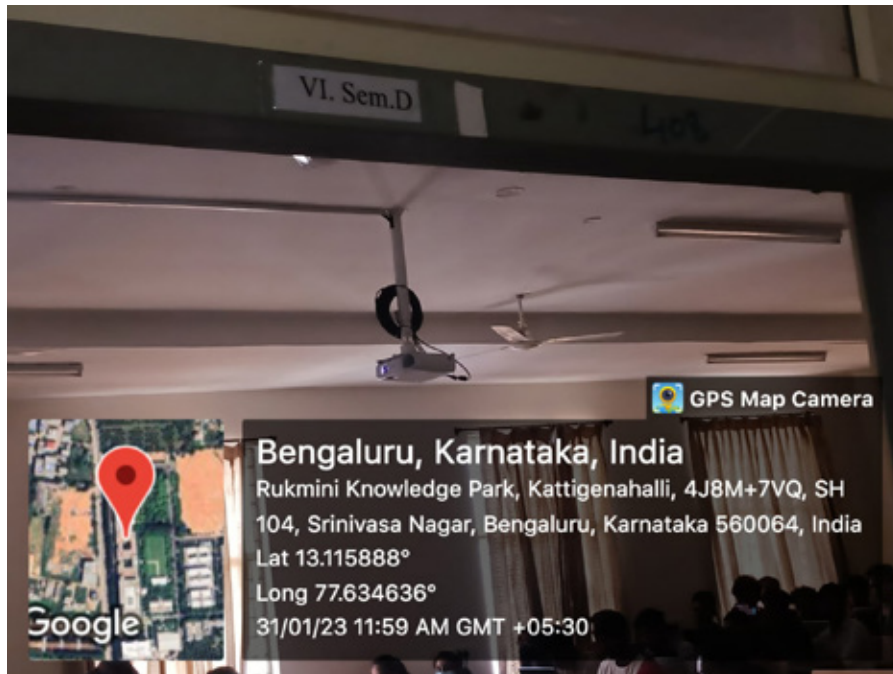 VI. Sem.D
408
GPS Map Camera
Bengaluru, Karnataka, India
Rukmini Knowledge Park, Kattigenahalli, 4J8M+7VQ, SH
104, Srinivasa Nagar, Bengaluru, Karnataka 560064, India
Lat 13.115888°
Long 77.634636°
31/01/23 11:59 AM GMT +05:30
Google